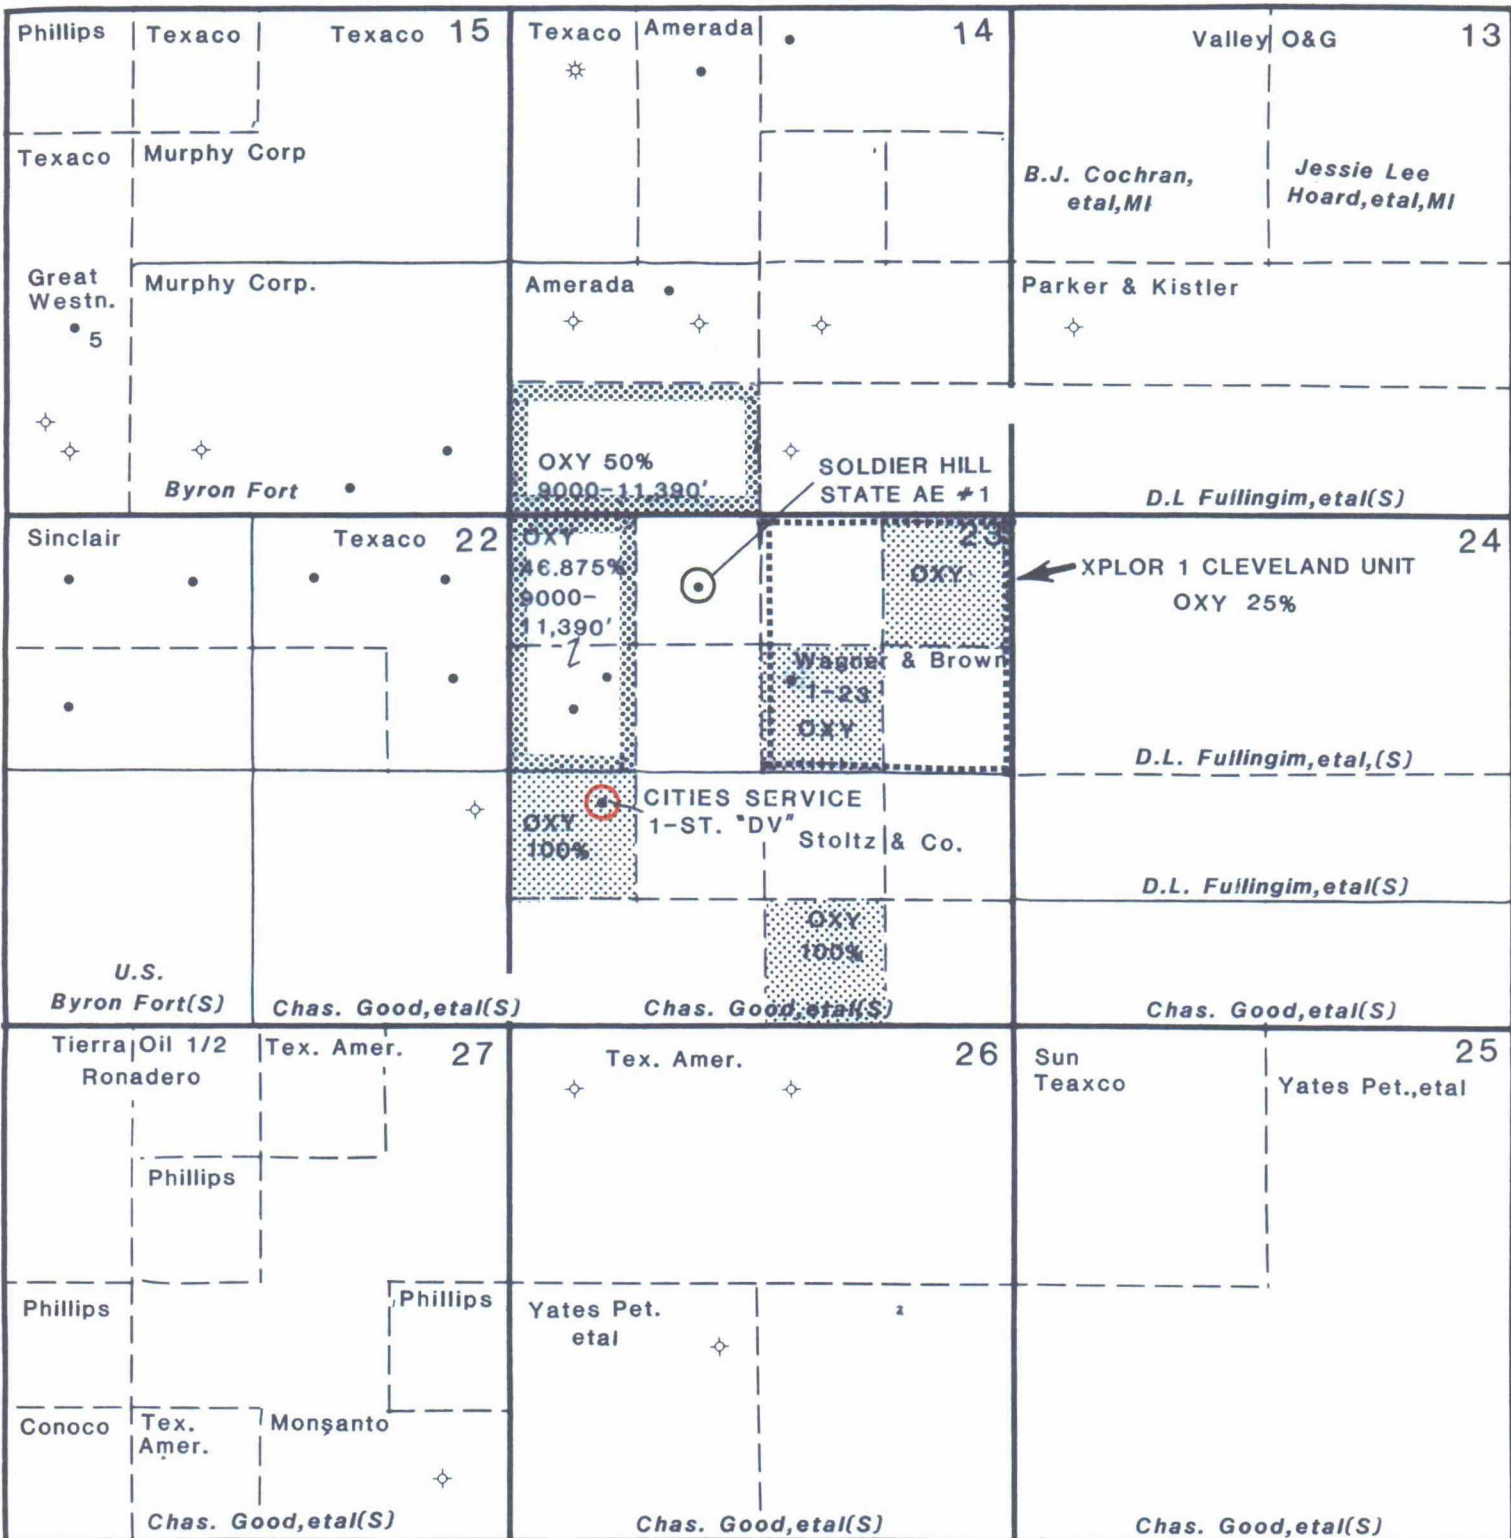 Phillips
Texaco
Texaco 15
Texaco
Murphy Corp
Great
Westn.
5
Murphy Corp.
Byron Fort
Texaco
Amerada
14
Amerada
OXY 50%
9000-11,390'
SOLDIER HILL
STATE AE #1
Valley O&G 13
B.J. Cochran,
etal,MI
Jessie Lee
Hoard,etal,MI
Parker & Kistler
D.L Fullingim,etal(S)
Sinclair
Texaco 22
U.S.
Byron Fort(S)
Chas. Good,etal(S)
OXY
46.875%
9000-
11,390'
23
OXY
Wagner & Brown
1-23
OXY
CITIES SERVICE
1-ST. "DV"
OXY
100%
Stoltz & Co.
OXY
100%
Chas. Good,etal(S)
24
XPLOR 1 CLEVELAND UNIT
OXY 25%
D.L. Fullingim,etal,(S)
D.L. Fullingim,etal(S)
Chas. Good,etal(S)
Tierra Oil 1/2
Ronadero
Tex. Amer. 27
Phillips
Phillips
Phillips
Conoco
Tex.
Amer.
Monsanto
Chas. Good,etal(S)
Tex. Amer. 26
Yates Pet.
etal
2
Chas. Good,etal(S)
Sun
Teaxco
25
Yates Pet.,etal
Chas. Good,etal(S)